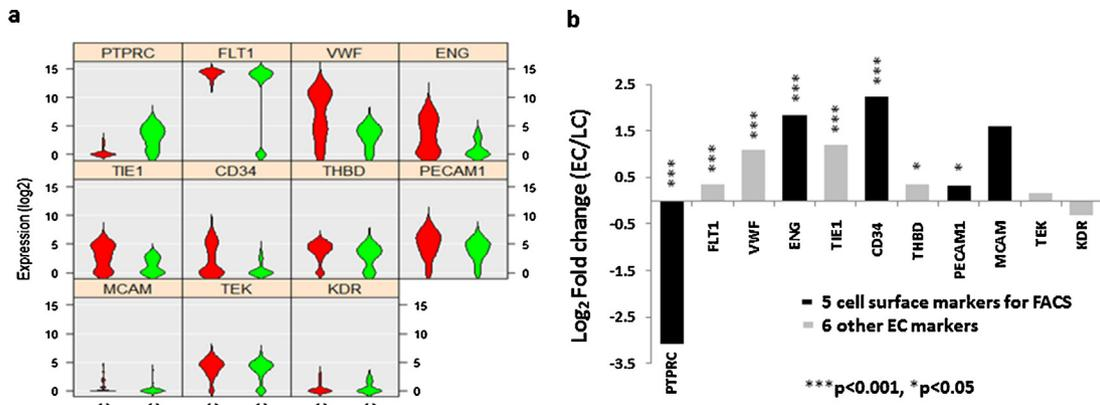 a
b
PTPRC FLT1 VWF ENG
15 15
10 10
5 5
0 0
TIE1 CD34 THBD PECAM1
15 15
10 10
5 5
0 0
MCAM TEK KDR
15 15
10 10
5 5
0 0
Expression (log2)
Log2 Fold change (EC/LC)
2.5
1.5
0.5
-0.5
-1.5
-2.5
-3.5
*** *** *** *** *** *** * *
PTPRC FLT1 VWF ENG TIE1 CD34 THBD PECAM1 MCAM TEK KDR
5 cell surface markers for FACS
6 other EC markers
***p<0.001, *p<0.05